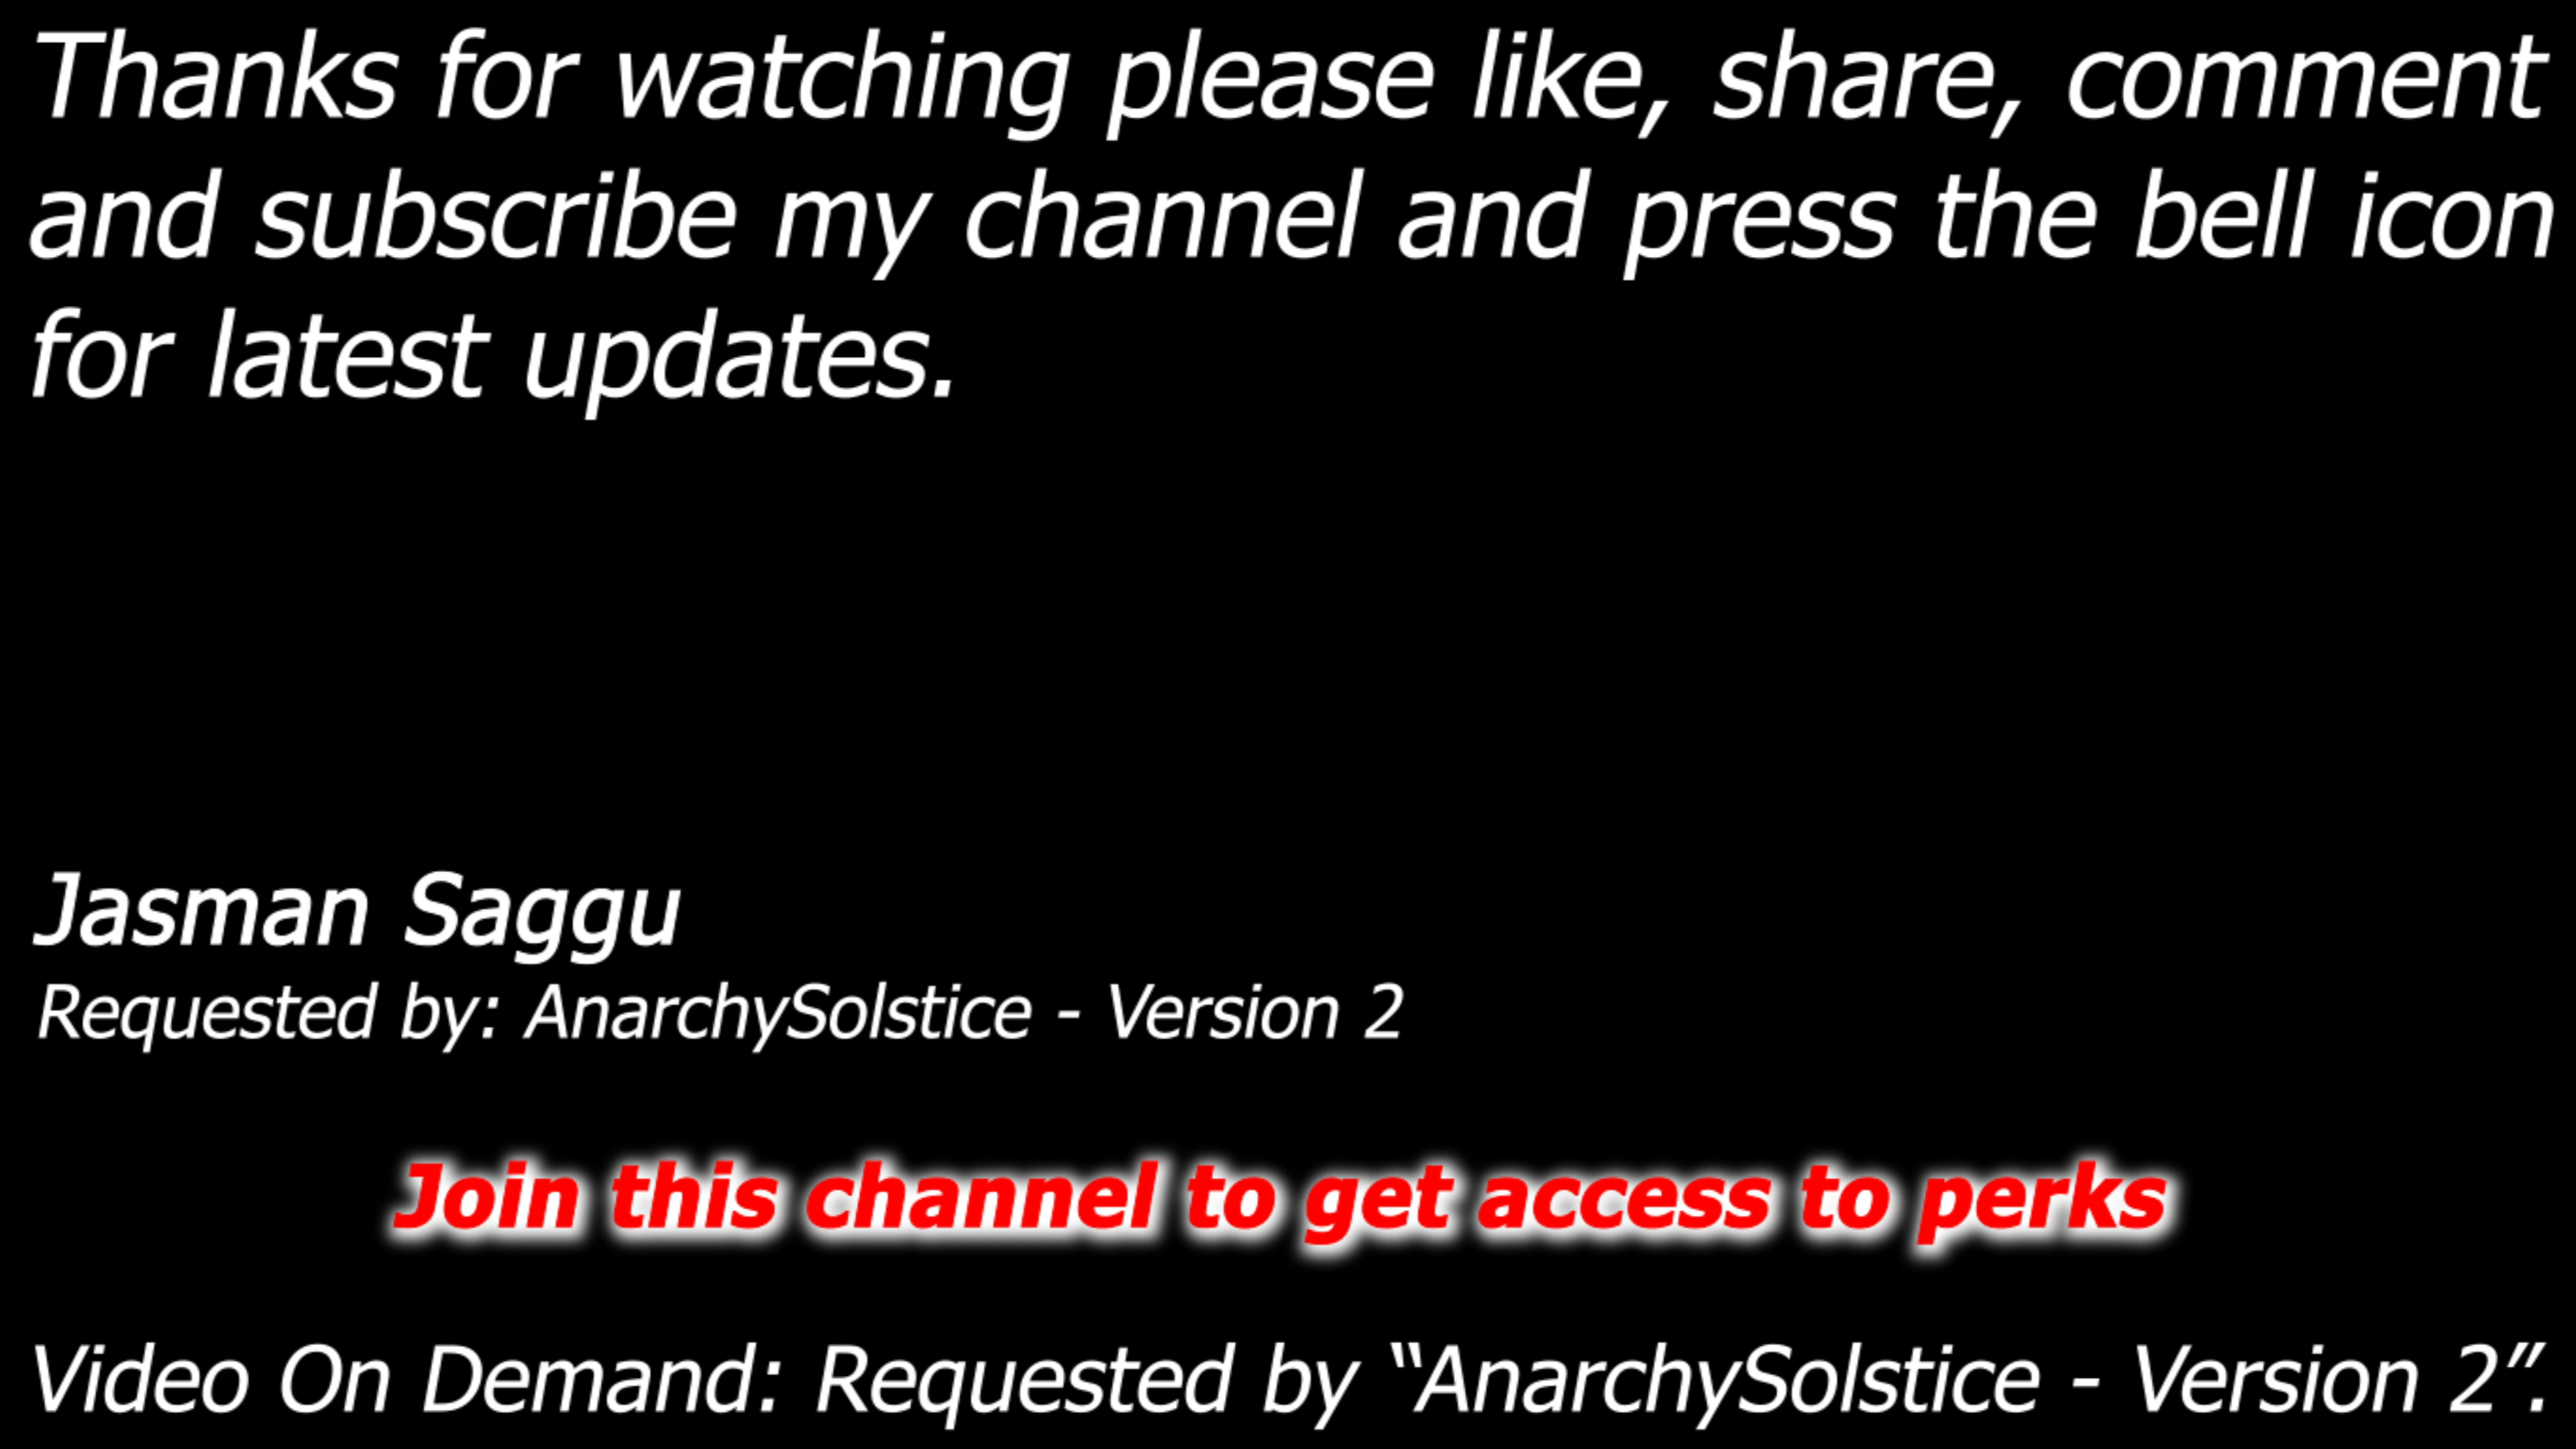 Thanks for watching please like, share, comment
and subscribe my channel and press the bell icon
for latest updates.
Jasman Saggu
Requested by: AnarchySolstice - Version 2
Join this channel to get access to perks
Video On Demand: Requested by “AnarchySolstice - Version 2”.